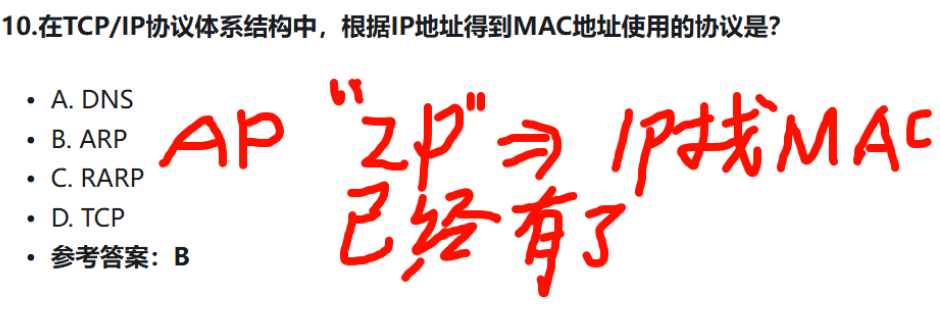 10.在TCP/IP协议体系结构中，根据IP地址得到MAC地址使用的协议是？
• A. DNS
• B. ARP
• C. RARP
• D. TCP
• 参考答案：B
AP “IP”⇒ IP找MAC
已经有了